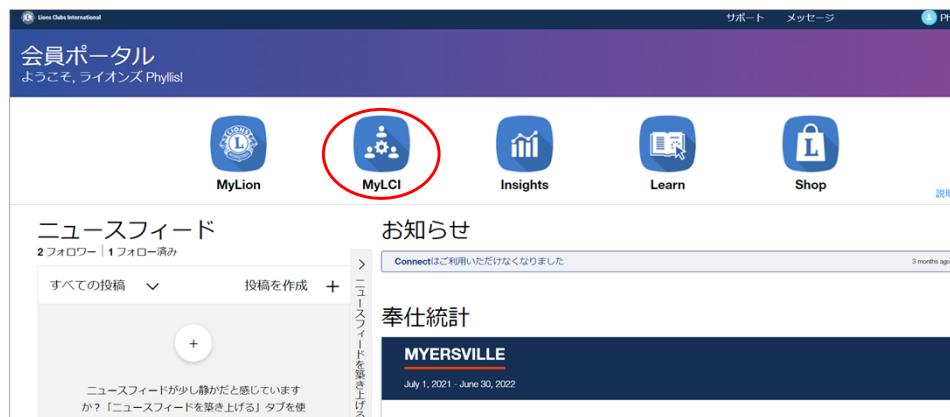 Lions Clubs International
サポート メッセージ Ph
会員ポータル
ようこそ, ライオンズ Phyllis!
MyLion MyLCI Insights Learn Shop
説明
ニュースフィード
2 フォロワー | 1 フォロー済み
すべての投稿 投稿を作成 +
+
ニュースフィードが少し静かだと感じています
か？「ニュースフィードを築き上げる」タブを使
ニュースフィードを築き上げる
お知らせ
Connectはご利用いただけなくなりました 3 months ago
奉仕統計
MYERSVILLE
July 1, 2021 - June 30, 2022